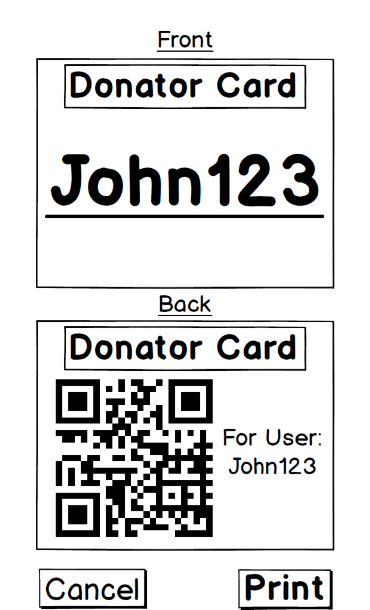 Front
Donator Card
John123
Back
Donator Card
For User:
John123
Cancel
Print